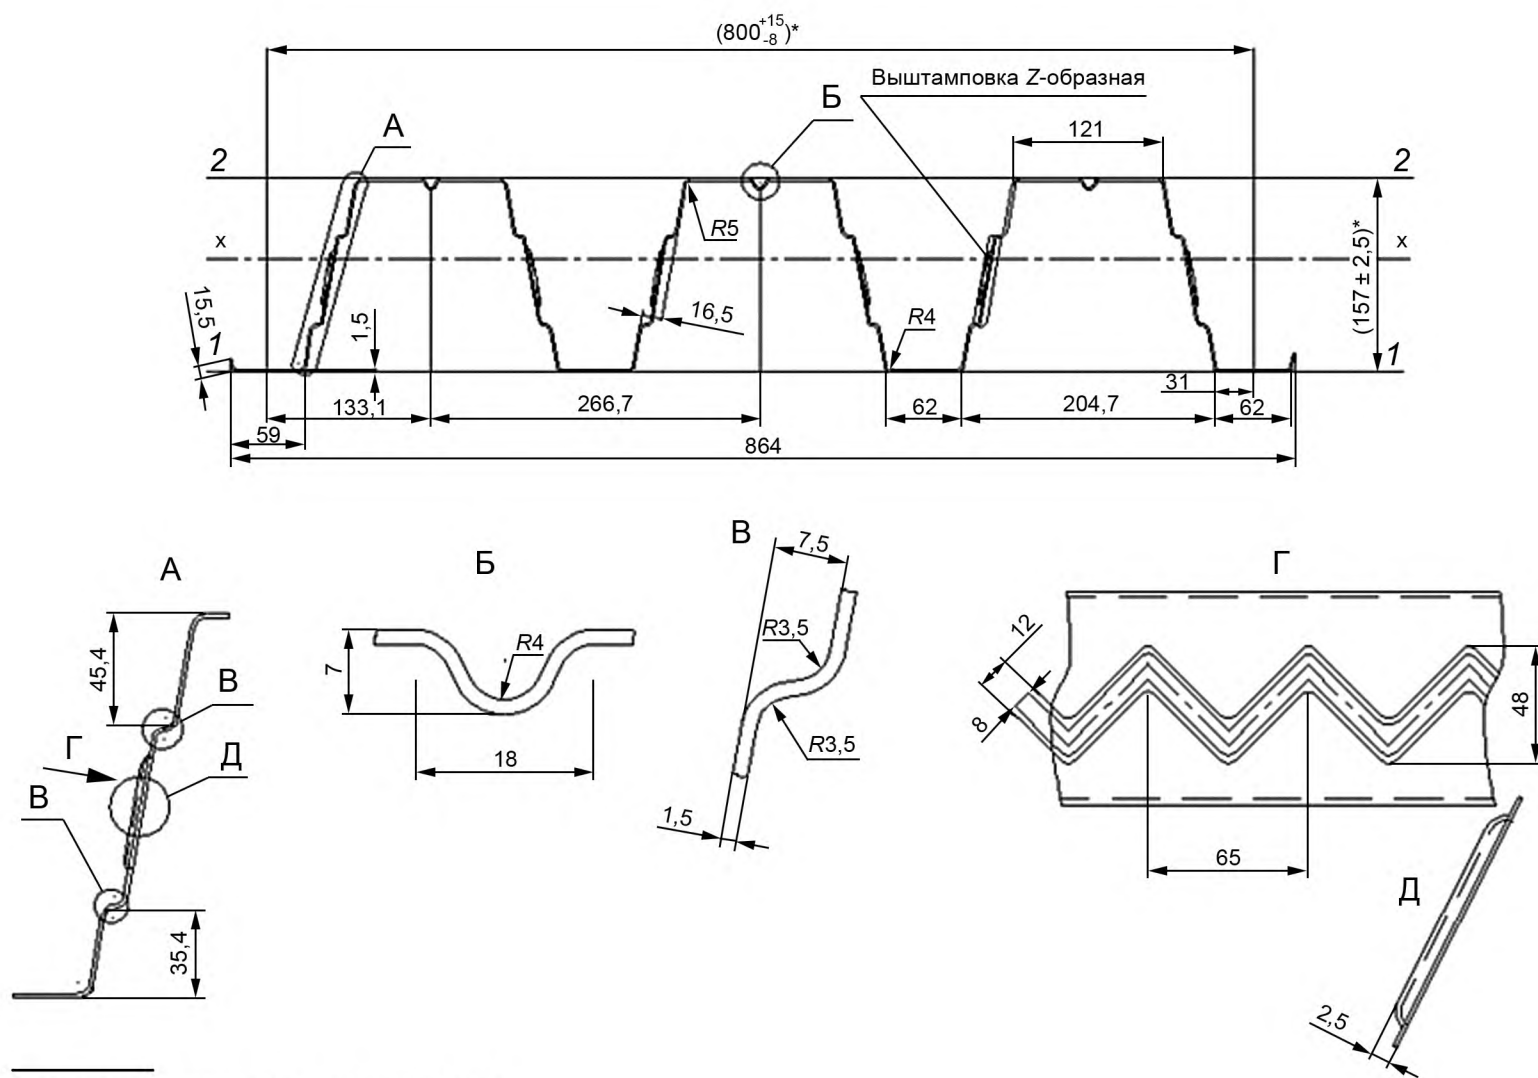 (800 +15 -8)*
Выштамповка Z-образная
Б
А
121
2
2
R5
х
х
(157 ± 2,5)*
15,5
1
1,5
16,5
R4
1
31
133,1
266,7
62
204,7
62
59
864
А
Б
В
Г
7,5
45,4
В
Г
Д
В
35,4
7
R4
18
R3,5
R3,5
1,5
12
8
48
65
Д
2,5